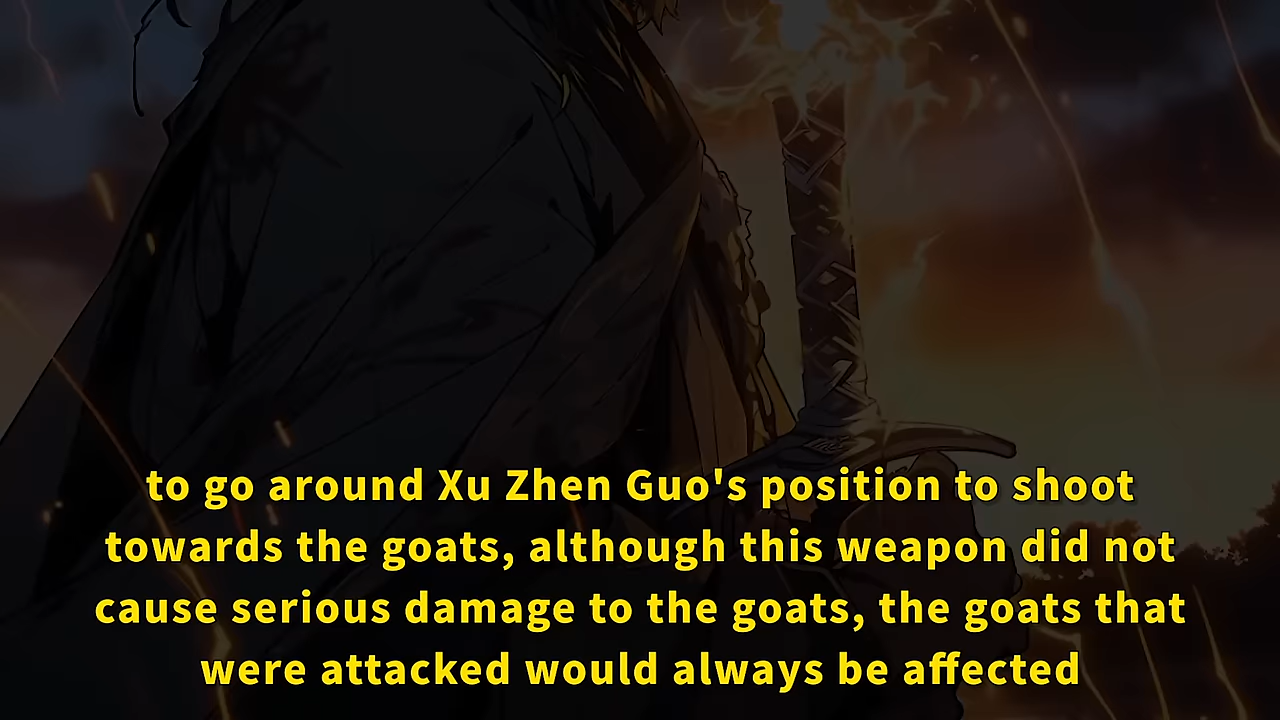 to go around Xu Zhen Guo's position to shoot
towards the goats, although this weapon did not
cause serious damage to the goats, the goats that
were attacked would always be affected